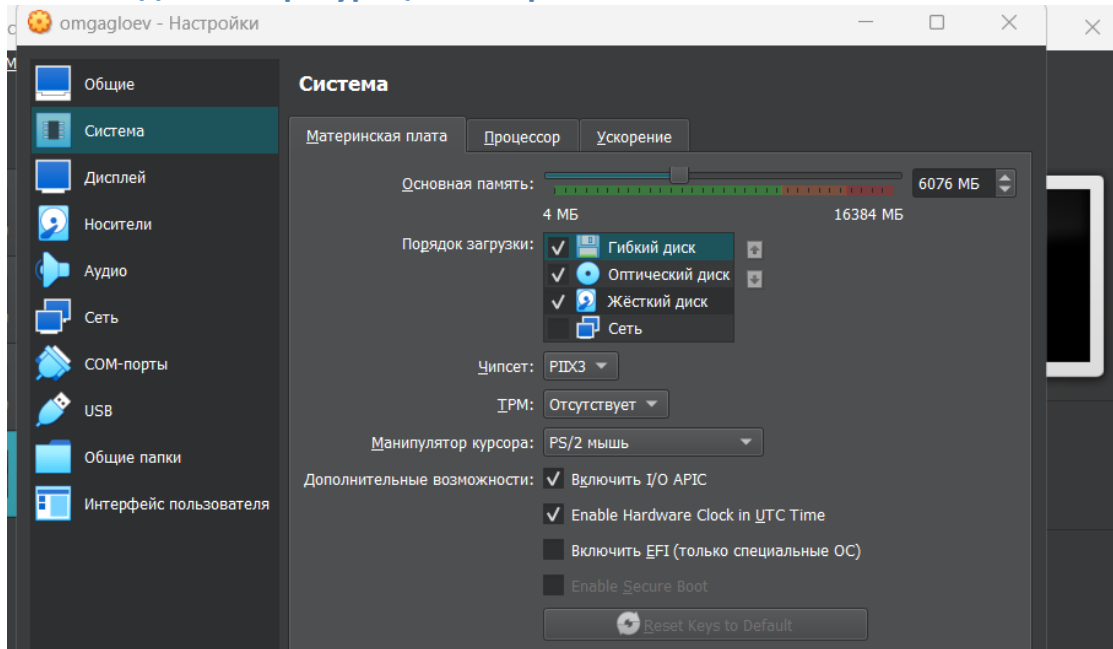 omgagloev - Настройки
Общие
Система
Дисплей
Носители
Аудио
Сеть
COM-порты
USB
Общие папки
Интерфейс пользователя
Система
Материнская плата Процессор Ускорение
Основная память: 6076 МБ
4 МБ 16384 МБ
Порядок загрузки: Гибкий диск
Оптический диск
Жёсткий диск
Сеть
Чипсет: PIIX3
TPM: Отсутствует
Манипулятор курсора: PS/2 мышь
Дополнительные возможности: Включить I/O APIC
Enable Hardware Clock in UTC Time
Включить EFI (только специальные ОС)
Enable Secure Boot
Reset Keys to Default